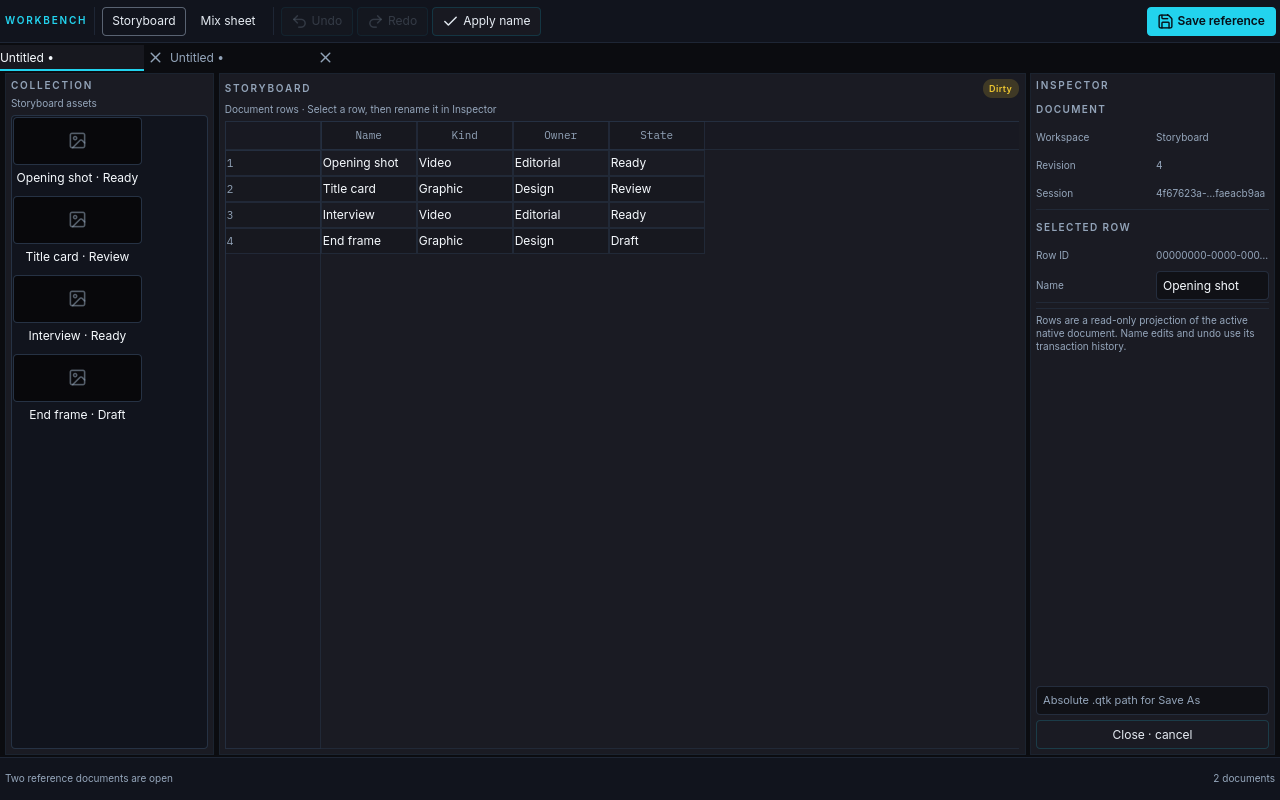 WORKBENCH Storyboard Mix sheet Undo Redo Apply name Save reference
Untitled • Untitled •
COLLECTION
Storyboard assets
Opening shot · Ready
Title card · Review
Interview · Ready
End frame · Draft
STORYBOARD Dirty
Document rows · Select a row, then rename it in Inspector
Name Kind Owner State
1 Opening shot Video Editorial Ready
2 Title card Graphic Design Review
3 Interview Video Editorial Ready
4 End frame Graphic Design Draft
INSPECTOR
DOCUMENT
Workspace Storyboard
Revision 4
Session 4f67623a-...faeacb9aa
SELECTED ROW
Row ID 00000000-0000-000...
Name Opening shot
Rows are a read-only projection of the active
native document. Name edits and undo use its
transaction history.
Absolute .qtk path for Save As
Close · cancel
Two reference documents are open 2 documents